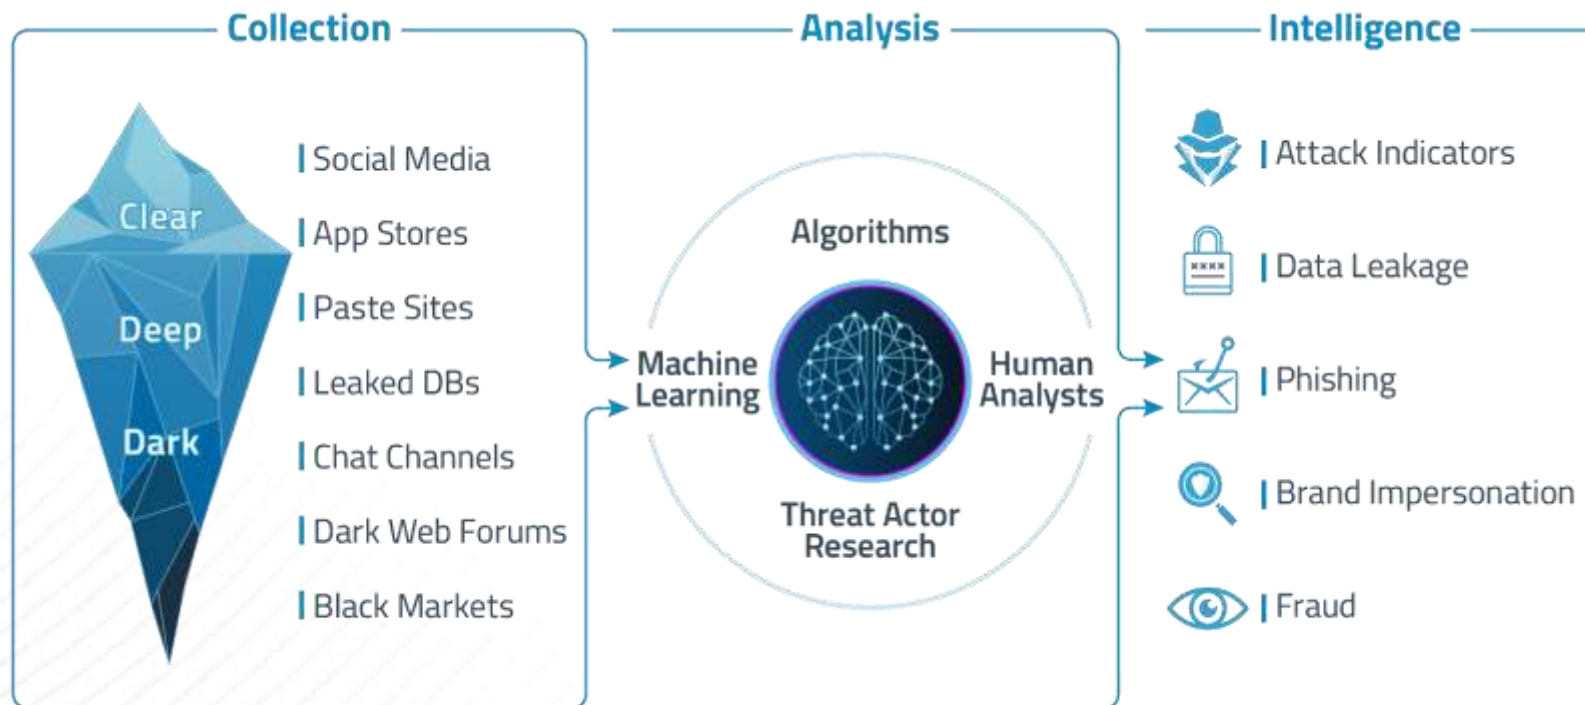 Collection
Analysis
Intelligence
Clear
Deep
Dark
Social Media
App Stores
Paste Sites
Leaked DBs
Chat Channels
Dark Web Forums
Black Markets
Algorithms
Machine
Learning
Human
Analysts
Threat Actor
Research
Attack Indicators
xxxx
Data Leakage
Phishing
Brand Impersonation
Fraud